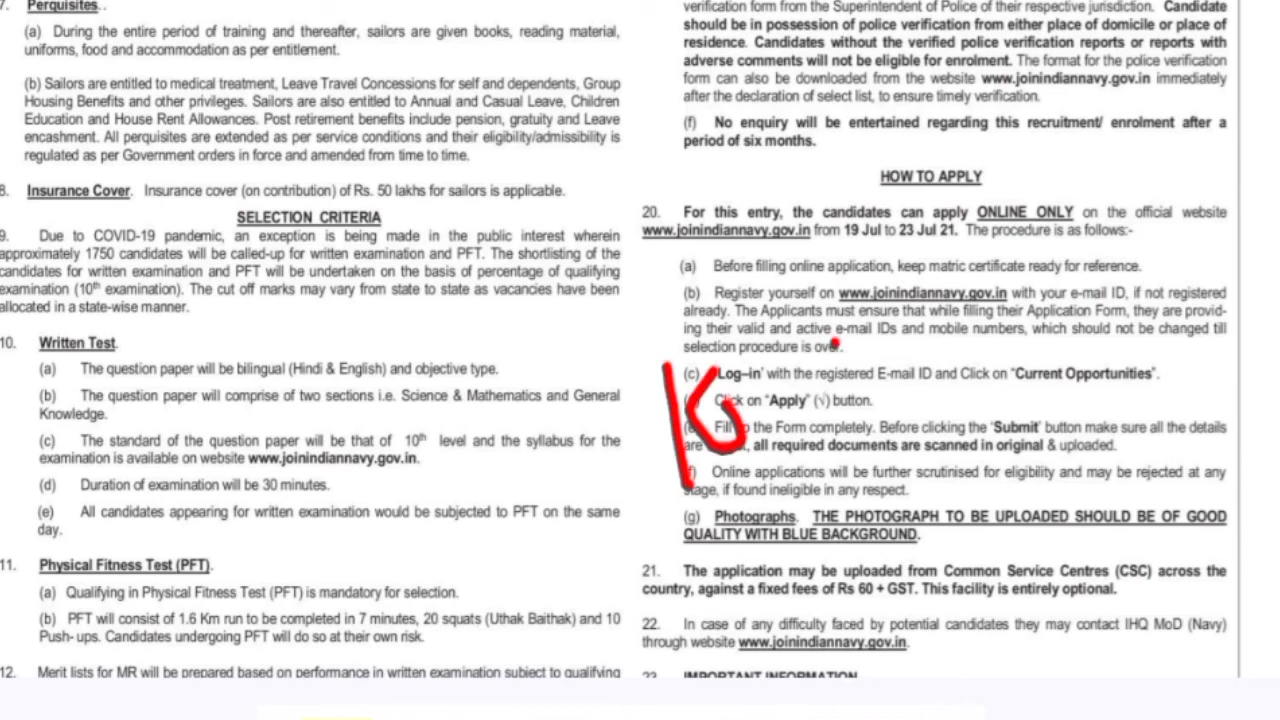 7. Perquisites. .
(a) During the entire period of training and thereafter, sailors are given books, reading material,
uniforms, food and accommodation as per entitlement.
(b) Sailors are entitled to medical treatment, Leave Travel Concessions for self and dependents, Group
Housing Benefits and other privileges. Sailors are also entitled to Annual and Casual Leave, Children
Education and House Rent Allowances. Post retirement benefits include pension, gratuity and Leave
encashment. All perquisites are extended as per service conditions and their eligibility/admissibility is
regulated as per Government orders in force and amended from time to time.
8. Insurance Cover. Insurance cover (on contribution) of Rs. 50 lakhs for sailors is applicable.
SELECTION CRITERIA
9. Due to COVID-19 pandemic, an exception is being made in the public interest wherein
approximately 1750 candidates will be called-up for written examination and PFT. The shortlisting of the
candidates for written examination and PFT will be undertaken on the basis of percentage of qualifying
examination (10th examination). The cut off marks may vary from state to state as vacancies have been
allocated in a state-wise manner.
10. Written Test.
(a) The question paper will be bilingual (Hindi & English) and objective type.
(b) The question paper will comprise of two sections i.e. Science & Mathematics and General
Knowledge.
(c) The standard of the question paper will be that of 10th level and the syllabus for the
examination is available on website www.joinindiannavy.gov.in.
(d) Duration of examination will be 30 minutes.
(e) All candidates appearing for written examination would be subjected to PFT on the same
day.
11. Physical Fitness Test (PFT).
(a) Qualifying in Physical Fitness Test (PFT) is mandatory for selection.
(b) PFT will consist of 1.6 Km run to be completed in 7 minutes, 20 squats (Uthak Baithak) and 10
Push- ups. Candidates undergoing PFT will do so at their own risk.
12. Merit lists for MR will be prepared based on performance in written examination subject to qualifying
verification form from the Superintendent of Police of their respective jurisdiction. Candidate
should be in possession of police verification from either place of domicile or place of
residence. Candidates without the verified police verification reports or reports with
adverse comments will not be eligible for enrolment. The format for the police verification
form can also be downloaded from the website www.joinindiannavy.gov.in immediately
after the declaration of select list, to ensure timely verification.
(f) No enquiry will be entertained regarding this recruitment/ enrolment after a
period of six months.
HOW TO APPLY
20. For this entry, the candidates can apply ONLINE ONLY on the official website
www.joinindiannavy.gov.in from 19 Jul to 23 Jul 21. The procedure is as follows:-
(a) Before filling online application, keep matric certificate ready for reference.
(b) Register yourself on www.joinindiannavy.gov.in with your e-mail ID, if not registered
already. The Applicants must ensure that while filling their Application Form, they are provid-
ing their valid and active e-mail IDs and mobile numbers, which should not be changed till
selection procedure is over.
(c) 'Log–in' with the registered E-mail ID and Click on "Current Opportunities".
Click on "Apply" (√) button.
(e) Fill the Form completely. Before clicking the 'Submit' button make sure all the details
are all required documents are scanned in original & uploaded.
(f) Online applications will be further scrutinised for eligibility and may be rejected at any
stage, if found ineligible in any respect.
(g) Photographs. THE PHOTOGRAPH TO BE UPLOADED SHOULD BE OF GOOD
QUALITY WITH BLUE BACKGROUND.
21. The application may be uploaded from Common Service Centres (CSC) across the
country, against a fixed fees of Rs 60 + GST. This facility is entirely optional.
22. In case of any difficulty faced by potential candidates they may contact IHQ MoD (Navy)
through website www.joinindiannavy.gov.in.
23. IMPORTANT INFORMATION